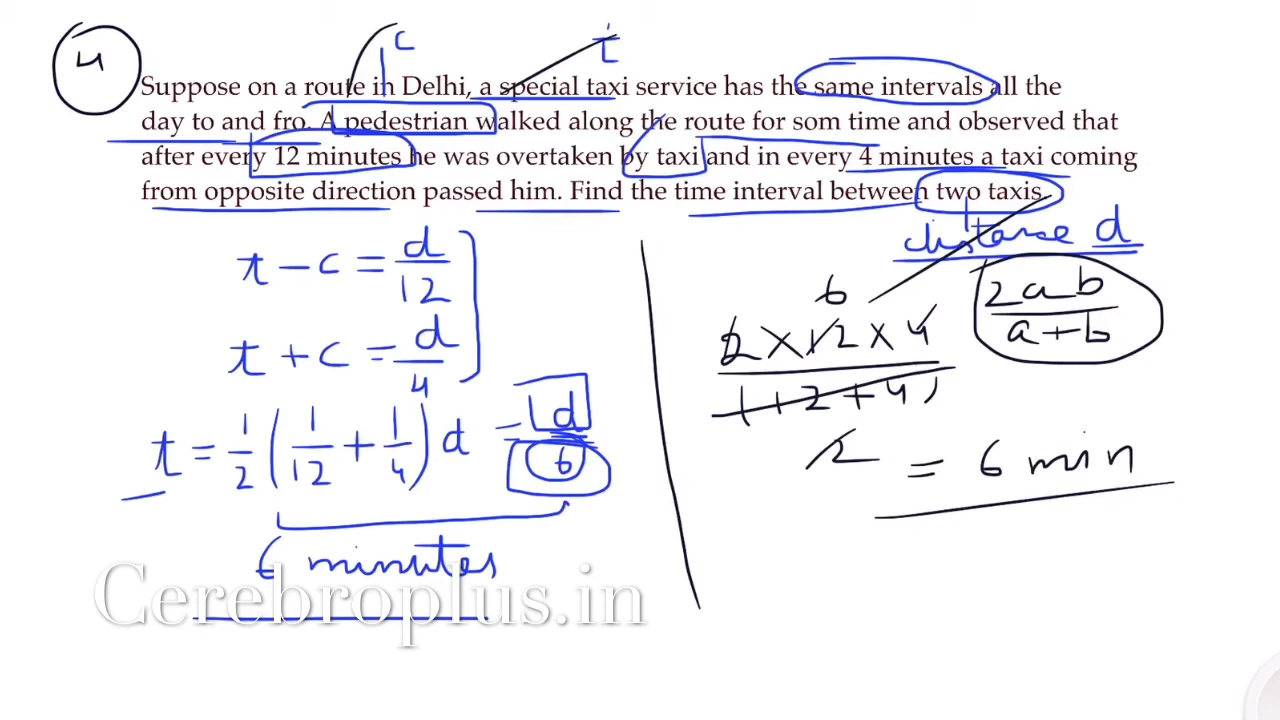 4
c
t
Suppose on a route in Delhi, a special taxi service has the same intervals all the
day to and fro. A pedestrian walked along the route for som time and observed that
after every 12 minutes he was overtaken by taxi and in every 4 minutes a taxi coming
from opposite direction passed him. Find the time interval between two taxis.
distance d
t - c = d/12
t + c = d/4
t = 1/2 (1/12 + 1/4) d = d/6
6 minutes
6
2 × 12 × 4
(12 + 4)
2
2ab
a + b
= 6 min
Cerebroplus.in